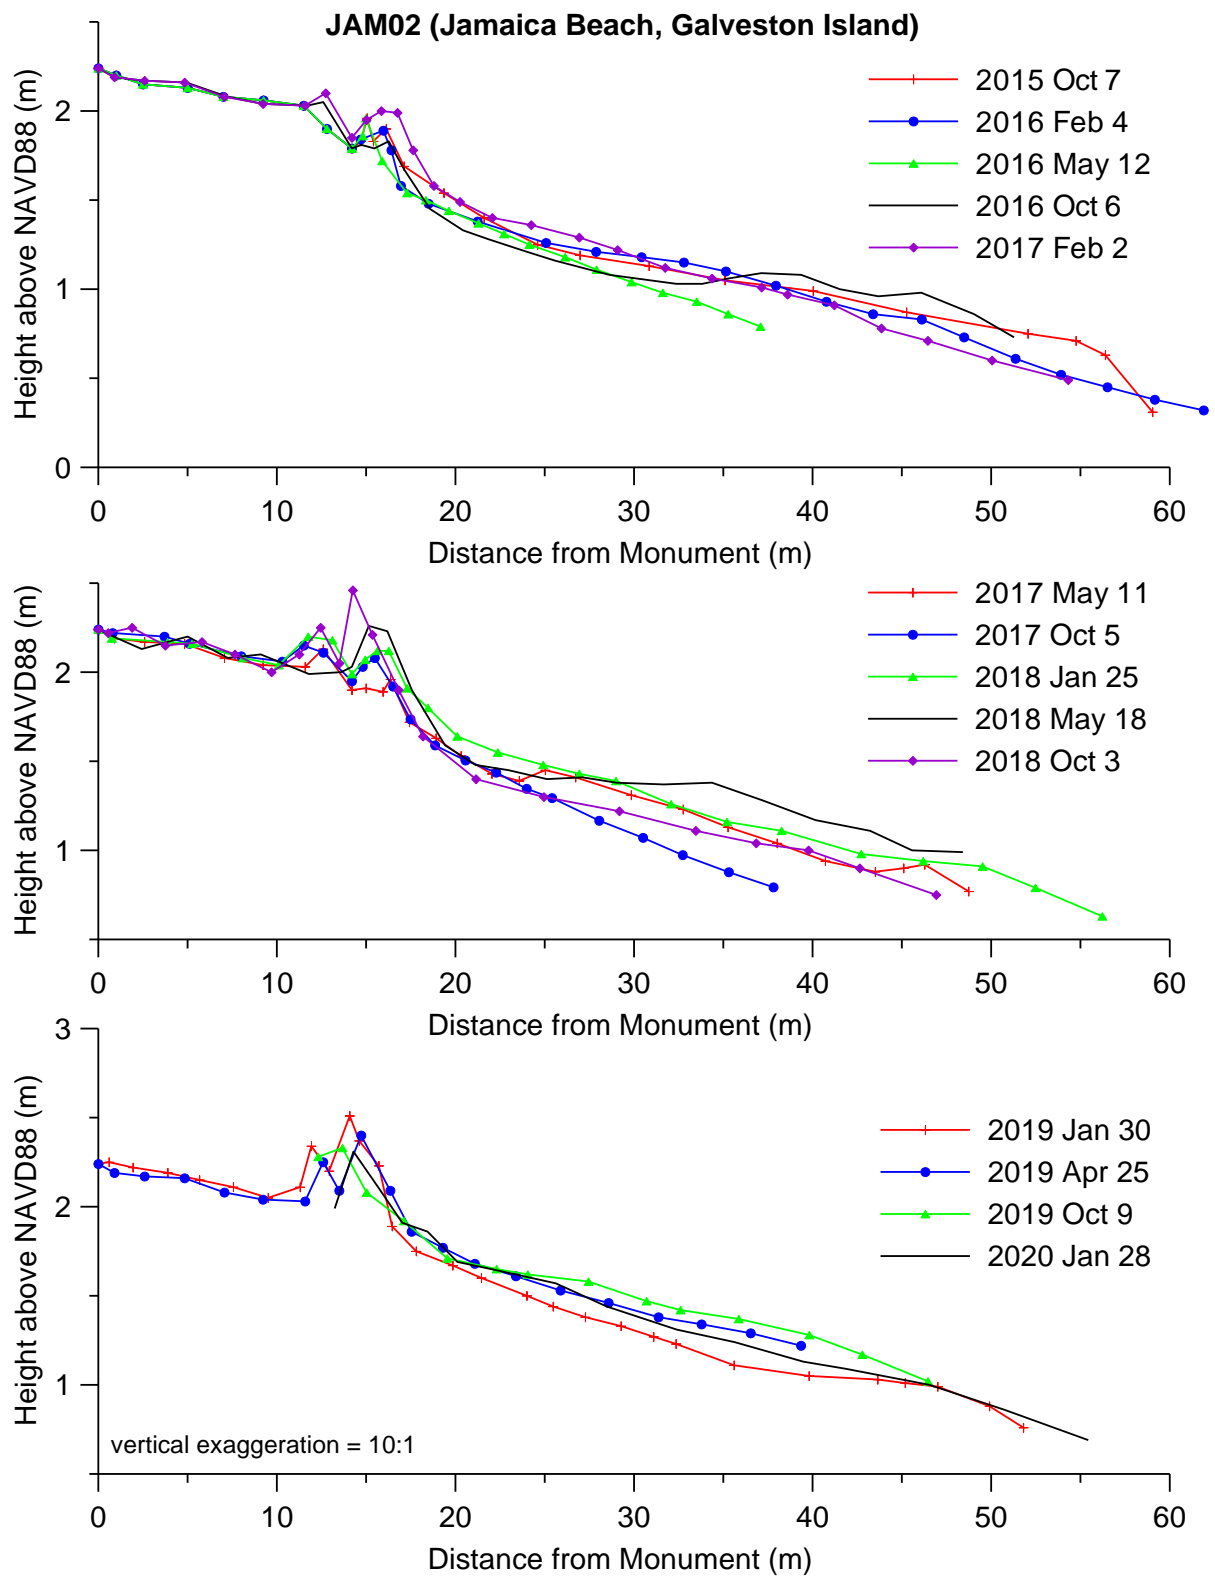 JAM02 (Jamaica Beach, Galveston Island)
Height above NAVD88 (m)
2
1
0
2015 Oct 7
2016 Feb 4
2016 May 12
2016 Oct 6
2017 Feb 2
0 10 20 30 40 50 60
Distance from Monument (m)
Height above NAVD88 (m)
2
1
2017 May 11
2017 Oct 5
2018 Jan 25
2018 May 18
2018 Oct 3
0 10 20 30 40 50 60
Distance from Monument (m)
Height above NAVD88 (m)
3
2
1
2019 Jan 30
2019 Apr 25
2019 Oct 9
2020 Jan 28
vertical exaggeration = 10:1
0 10 20 30 40 50 60
Distance from Monument (m)